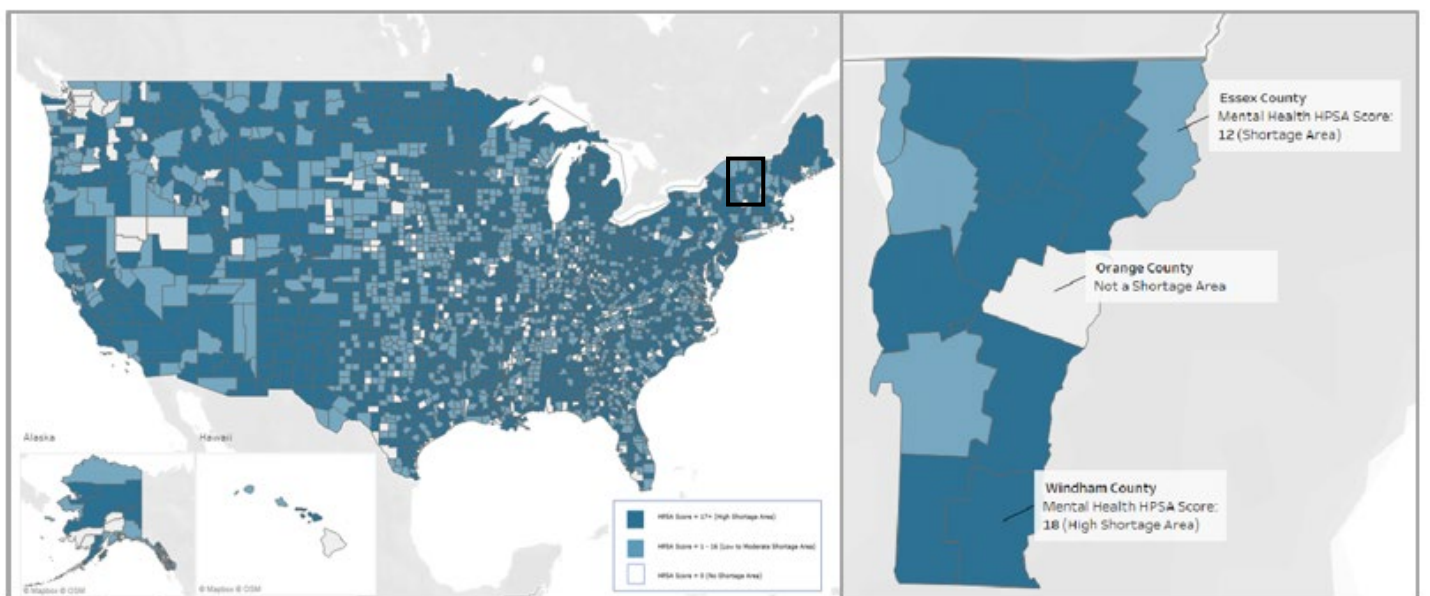 Essex County
Mental Health HPSA Score:
12 (Shortage Area)
Orange County
Not a Shortage Area
Windham County
Mental Health HPSA Score:
18 (High Shortage Area)
Alaska
Hawaii
HPSA Score = 17+ (High Shortage Area)
HPSA Score = 1 - 16 (Low to Moderate Shortage Area)
HPSA Score = 0 (No Shortage Area)
© Mapbox © OSM
© Mapbox © OSM